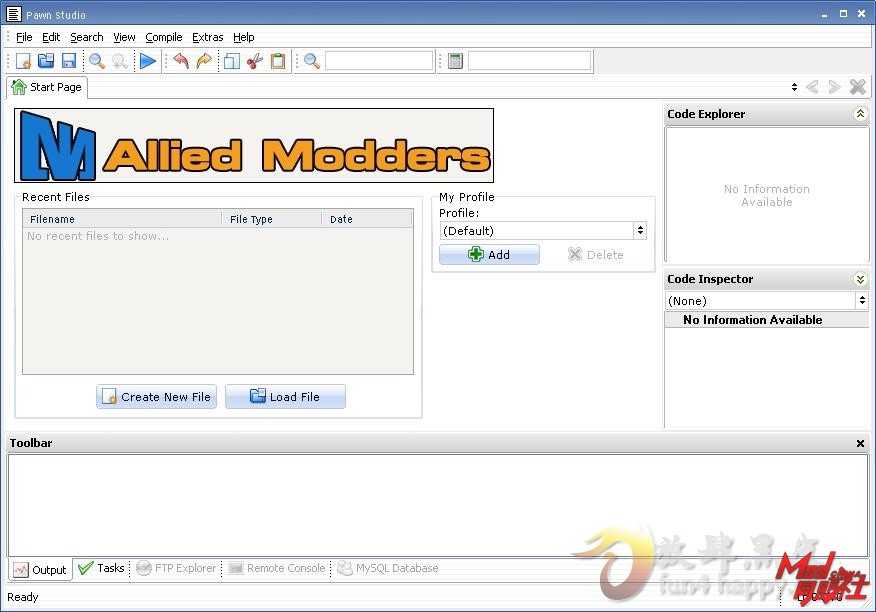 Pawn Studio
File Edit Search View Compile Extras Help
Start Page
Allied Modders
Recent Files
Filename File Type Date
No recent files to show...
Create New File Load File
My Profile
Profile:
(Default)
Add Delete
Code Explorer
No Information
Available
Code Inspector
(None)
No Information Available
Toolbar
Output Tasks FTP Explorer Remote Console MySQL Database
Ready
放肆黑
fun4 happy.